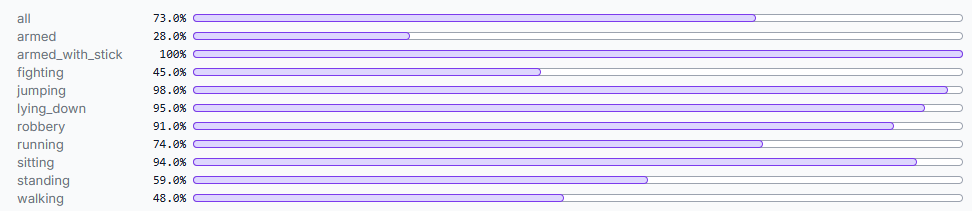 all 73.0%
armed 28.0%
armed_with_stick 100%
fighting 45.0%
jumping 98.0%
lying_down 95.0%
robbery 91.0%
running 74.0%
sitting 94.0%
standing 59.0%
walking 48.0%